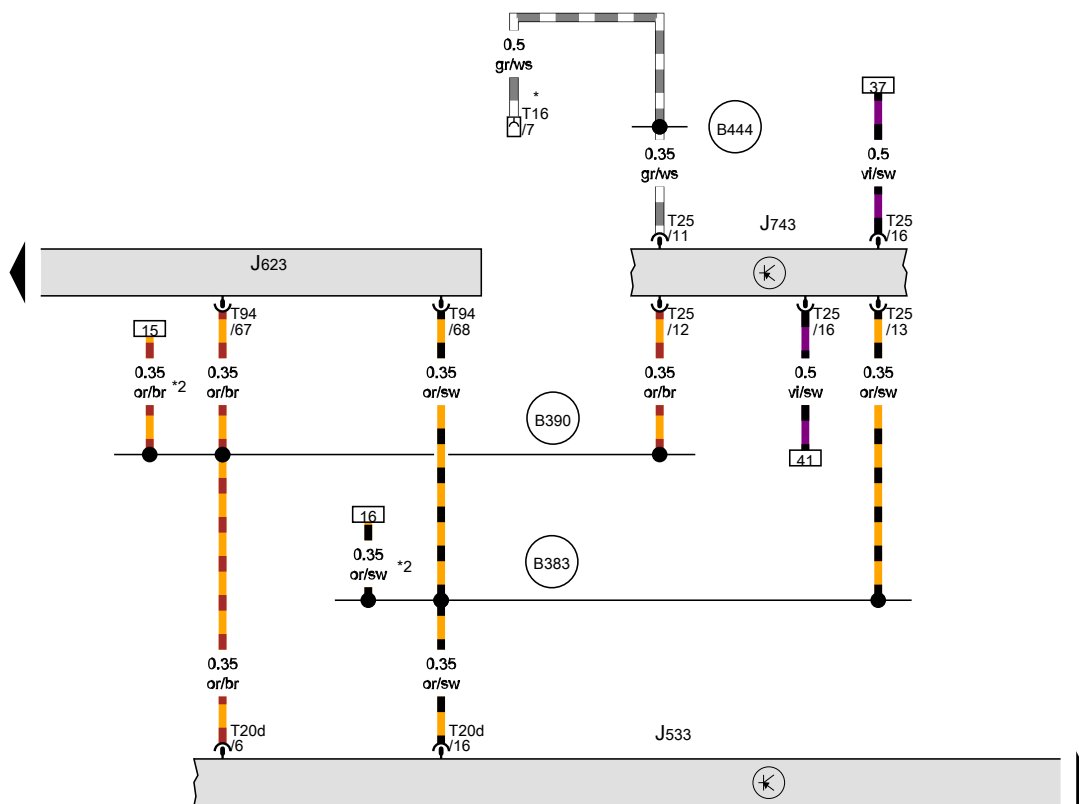 0.5
gr/ws
*
T16
/7
B444
37
0.35
gr/ws
0.5
vi/sw
T25
/11
J743
T25
/16
J623
T94
/67
T94
/68
T25
/12
T25
/16
T25
/13
15
0.35
or/br
*2
0.35
or/br
0.35
or/sw
0.35
or/br
0.5
vi/sw
0.35
or/sw
B390
41
16
0.35
or/sw
*2
B383
0.35
or/br
0.35
or/sw
T20d
/6
T20d
/16
J533